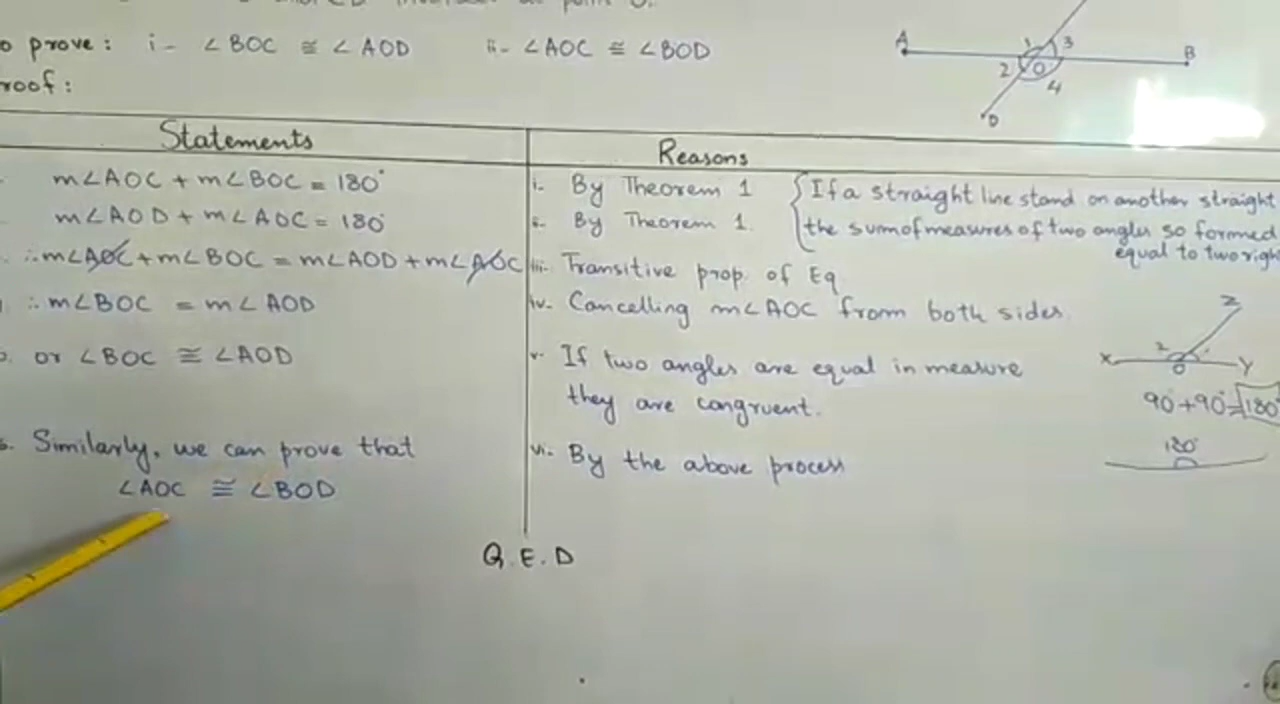 at point O.
o prove: i- ∠BOC ≅ ∠AOD ii- ∠AOC ≅ ∠BOD
roof:
A 1 3 B
2 O 4
D
Statements
Reasons
m∠AOC + m∠BOC = 180°
i. By Theorem 1 {If a straight line stand on another straight
m∠AOD + m∠AOC = 180°
ii. By Theorem 1. the sum of measures of two angles so formed
equal to two righ
∴ m∠AOC + m∠BOC = m∠AOD + m∠AOC
iii. Transitive prop. of Eq
∴ m∠BOC = m∠AOD
iv. Cancelling m∠AOC from both sides
or ∠BOC ≅ ∠AOD
v. If two angles are equal in measure
they are congruent.
Similarly, we can prove that
∠AOC ≅ ∠BOD
vi. By the above process
Z
X 2 O Y
90°+90°=180°
180°
Q.E.D